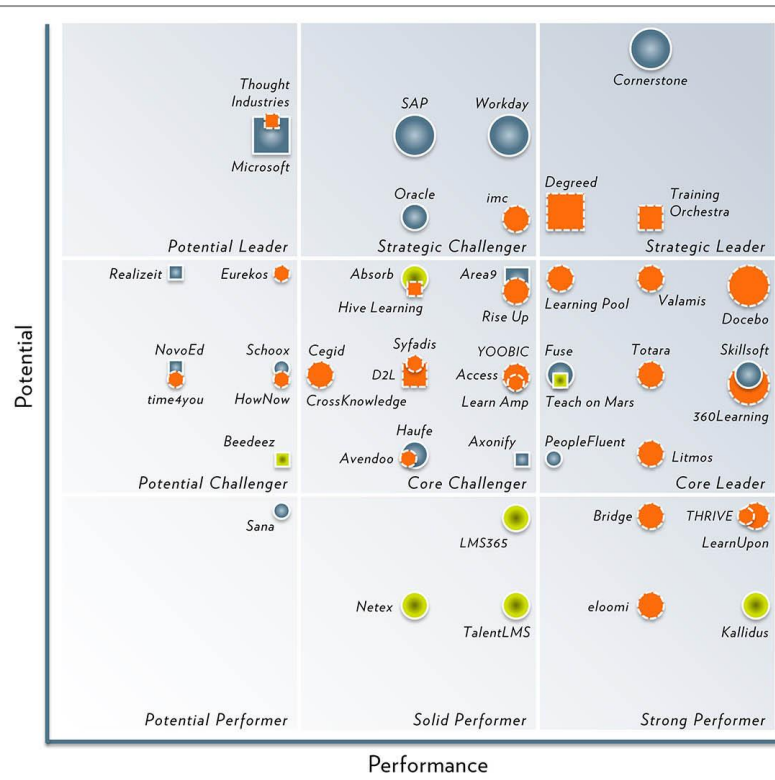 Thought
Industries
Microsoft
Potential Leader
SAP
Workday
Oracle
imc
Strategic Challenger
Cornerstone
Degreed
Training
Orchestra
Strategic Leader
Realizeit
Eurekos
NovoEd
Schoox
time4you
HowNow
Beedeez
Potential Challenger
Absorb
Area9
Hive Learning
Rise Up
Cegid
Syfadis
YOOBIC
D2L
Access
CrossKnowledge
Learn Amp
Haufe
Axonify
Avendoo
Core Challenger
Learning Pool
Valamis
Docebo
Fuse
Totara
Skillsoft
Teach on Mars
360Learning
PeopleFluent
Litmos
Core Leader
Sana
Potential Performer
LMS365
Netex
TalentLMS
Solid Performer
Bridge
THRIVE
LearnUpon
eloomi
Kallidus
Strong Performer
Potential
Performance